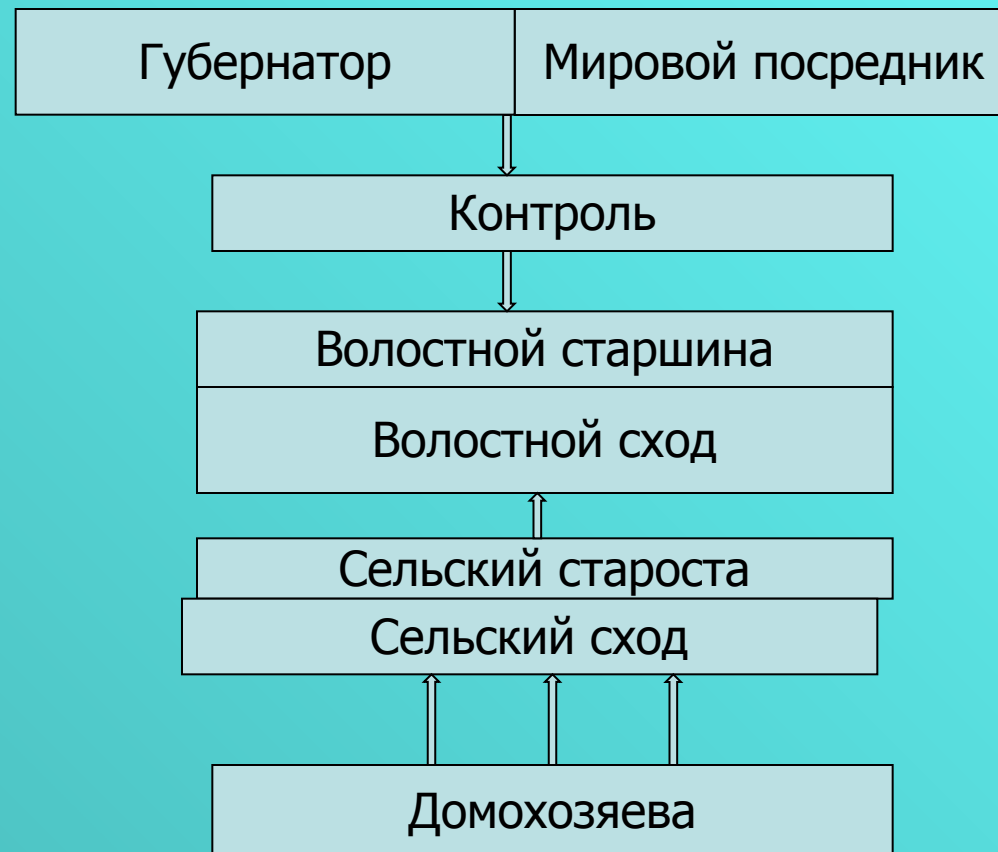 Губернатор
Мировой посредник
Контроль
Волостной старшина
Волостной сход
Сельский староста
Сельский сход
Домохозяева